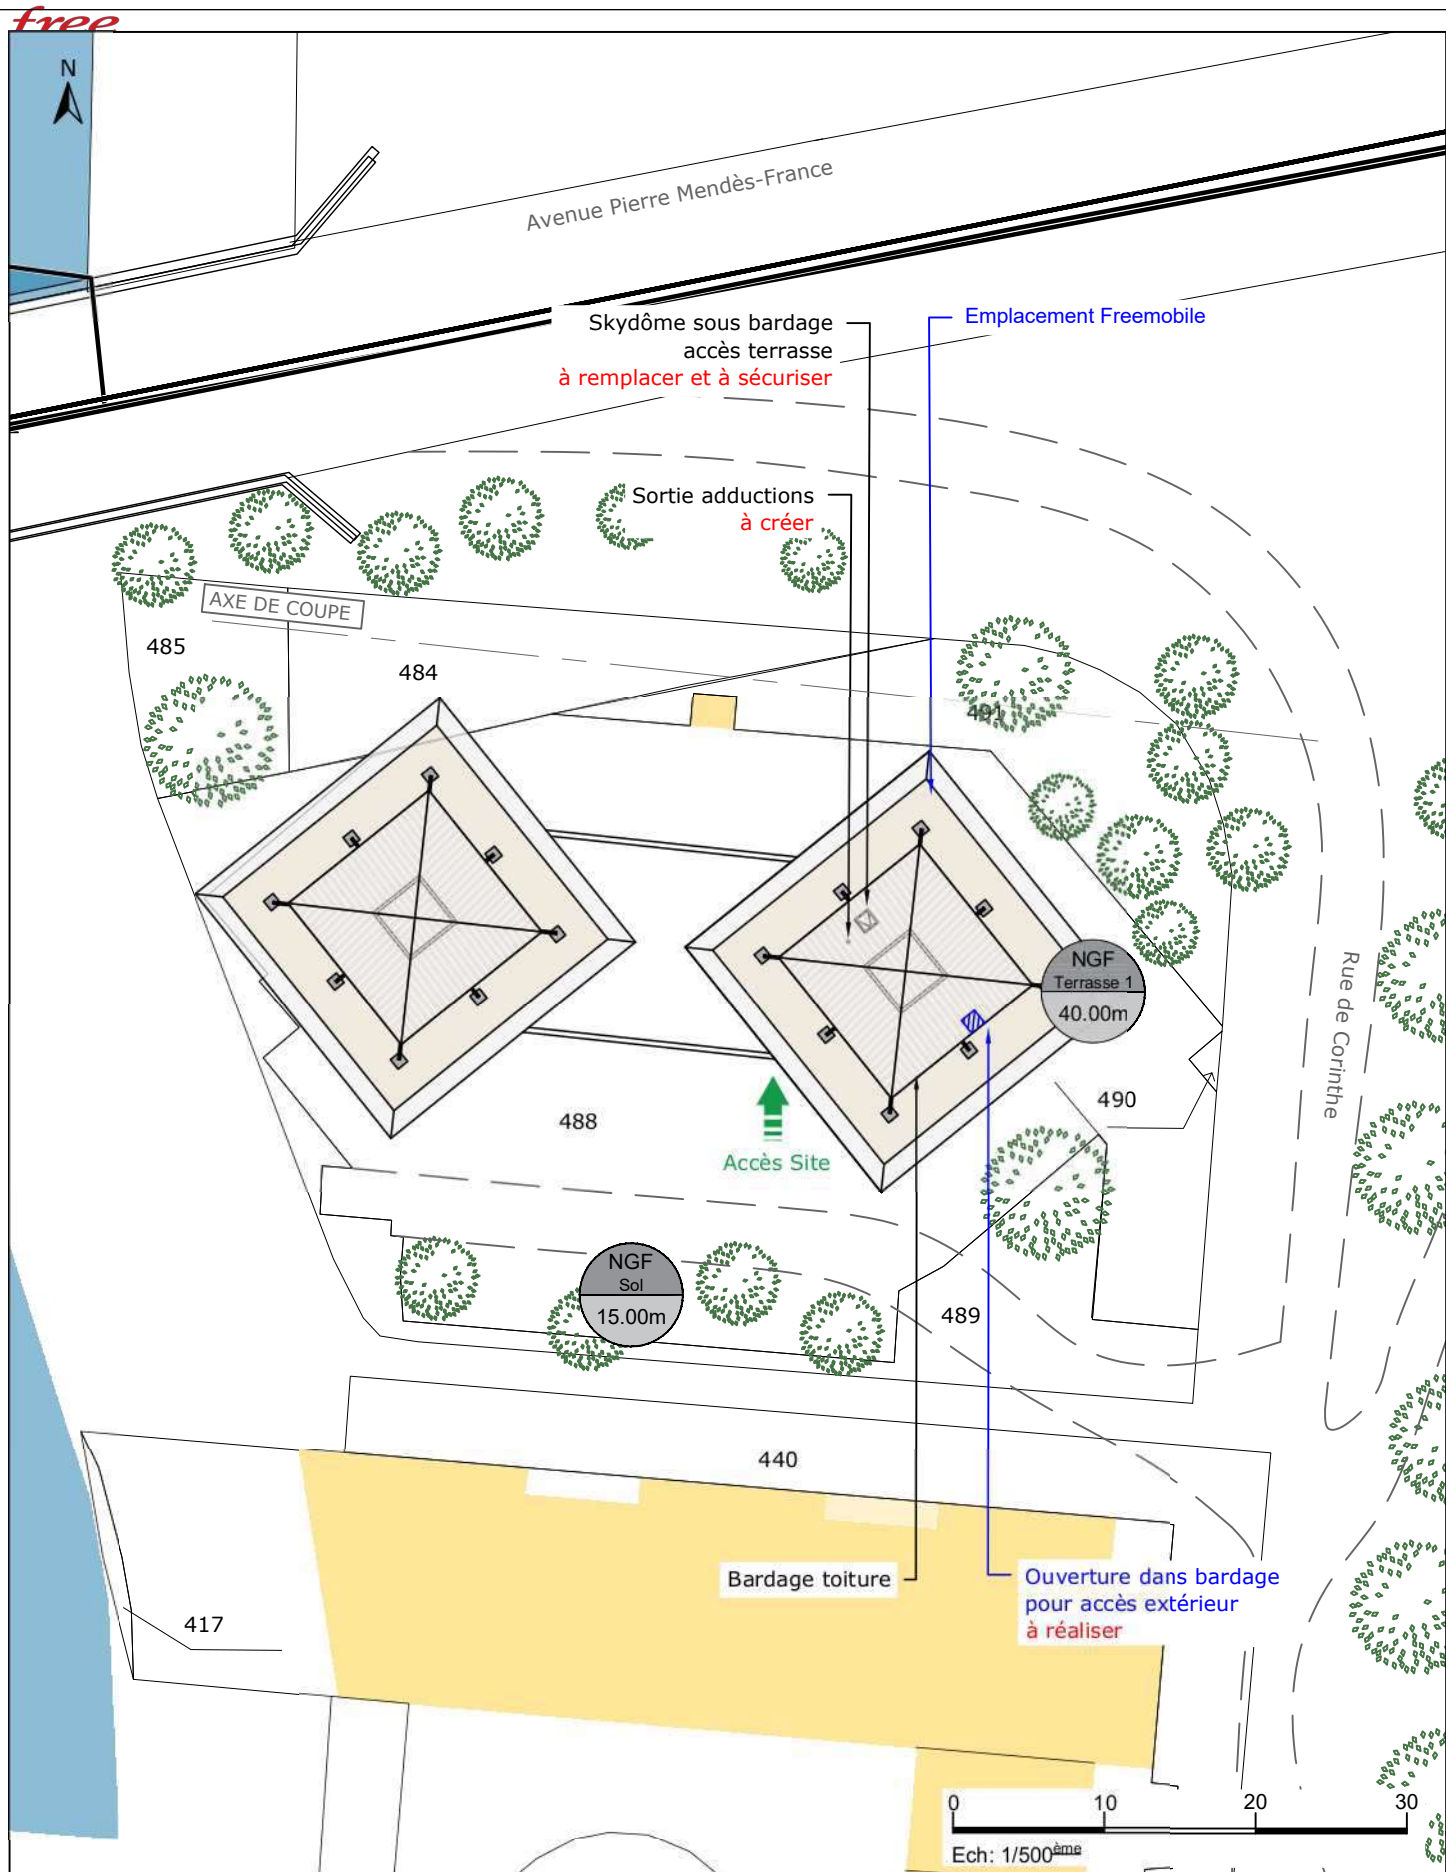 free
N
Avenue Pierre Mendès-France
Skydôme sous bardage
accès terrasse
à remplacer et à sécuriser
Emplacement Freemobile
Sortie adductions
à créer
AXE DE COUPE
485
484
491
NGF
Terrasse 1
40.00m
Rue de Corinthe
488
490
Accès Site
NGF
Sol
15.00m
489
440
Bardage toiture
Ouverture dans bardage
pour accès extérieur
à réaliser
417
0 10 20 30
Ech: 1/500ème